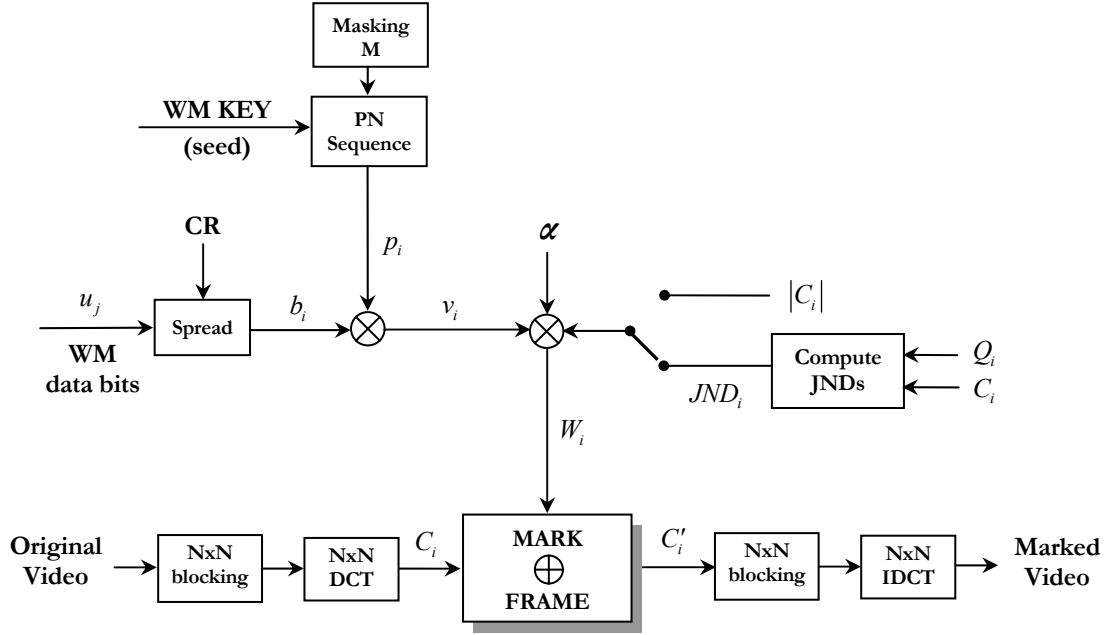 Masking
M
WM KEY
(seed)
PN
Sequence
CR
p_i
α
u_j
Spread
b_i
v_i
|C_i|
WM
data bits
Compute
JNDs
Q_i
C_i
JND_i
W_i
Original
Video
NxN
blocking
NxN
DCT
C_i
MARK
⊕
FRAME
C′_i
NxN
blocking
NxN
IDCT
Marked
Video